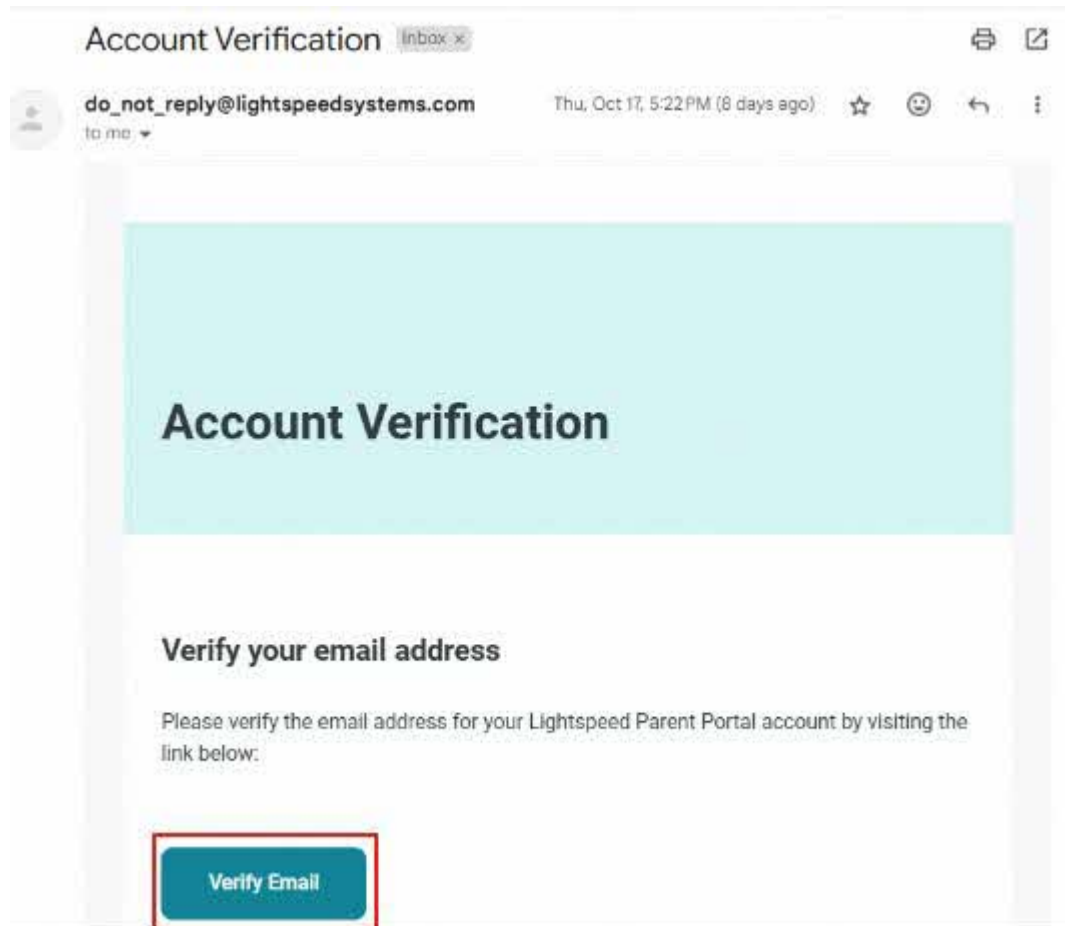 Account Verification Inbox ×
do_not_reply@lightspeedsystems.com Thu, Oct 17, 5:22 PM (8 days ago)
to me
Account Verification
Verify your email address
Please verify the email address for your Lightspeed Parent Portal account by visiting the
link below:
Verify Email